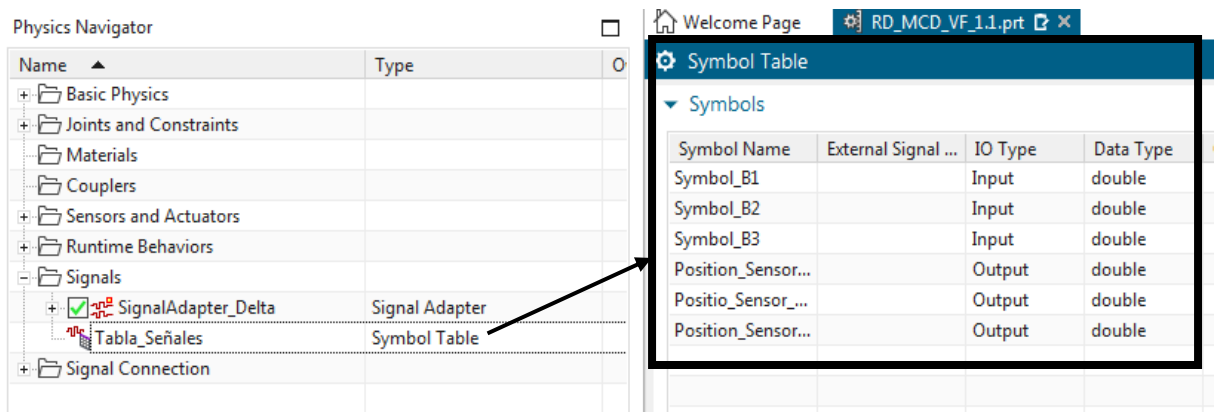 Physics Navigator
Name Type O
Basic Physics
Joints and Constraints
Materials
Couplers
Sensors and Actuators
Runtime Behaviors
Signals
SignalAdapter_Delta Signal Adapter
Tabla_Señales Symbol Table
Signal Connection
Welcome Page RD_MCD_VF_1.1.prt
Symbol Table
Symbols
Symbol Name External Signal ... IO Type Data Type
Symbol_B1 Input double
Symbol_B2 Input double
Symbol_B3 Input double
Position_Sensor... Output double
Positio_Sensor_... Output double
Position_Sensor... Output double